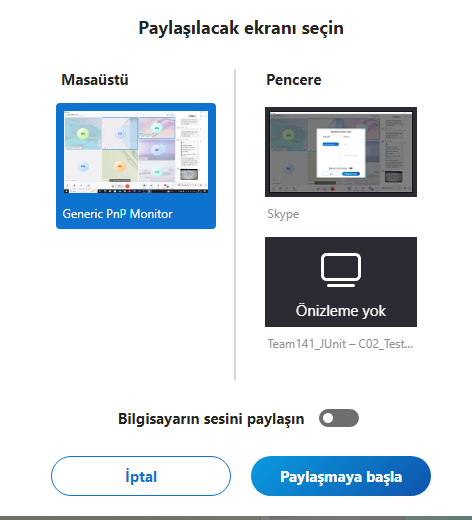 Paylaşılacak ekranı seçin
Masaüstü
Pencere
Generic PnP Monitor
Skype
Önizleme yok
Team141_JUnit – C02_Test...
Bilgisayarın sesini paylaşın
İptal
Paylaşmaya başla